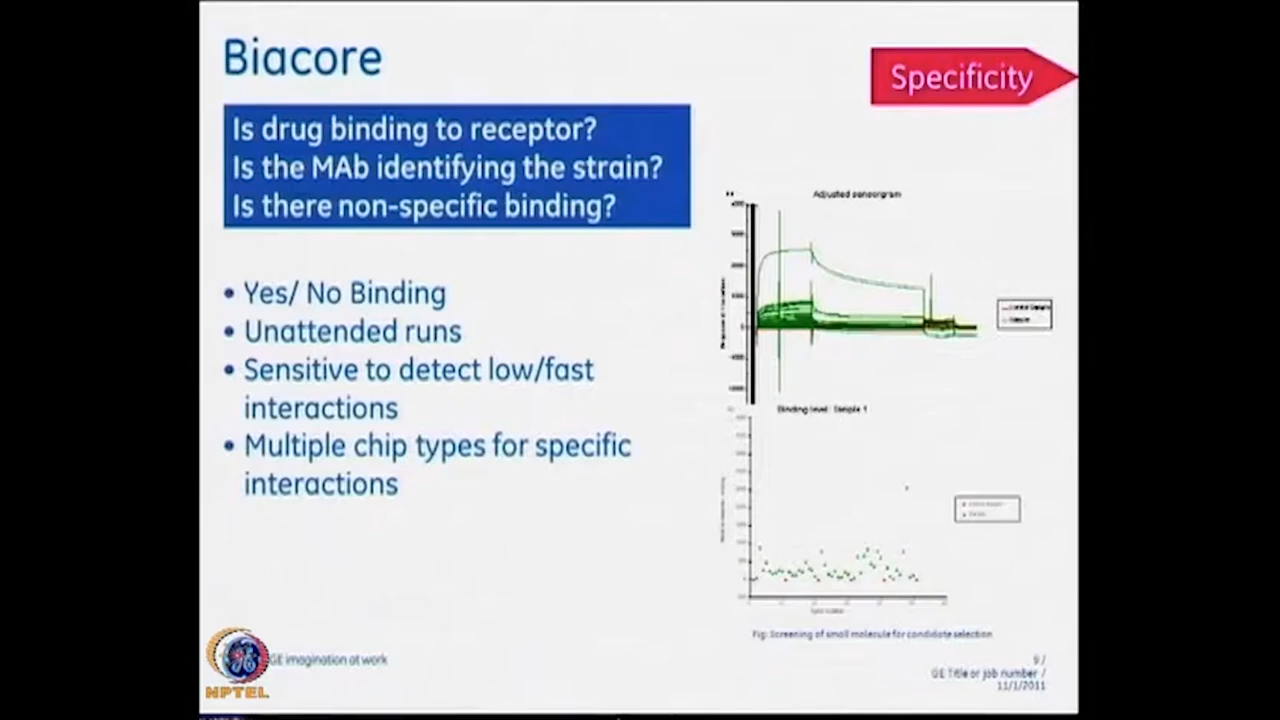 Biacore
Specificity
Is drug binding to receptor?
Is the MAb identifying the strain?
Is there non-specific binding?
• Yes/ No Binding
• Unattended runs
• Sensitive to detect low/fast
interactions
• Multiple chip types for specific
interactions
Adjusted sensorgram
Binding level: Sample 1
Fig: Screening of small molecule for candidate selection
GE imagination at work
NPTEL
9 /
GE Title or job number /
11/1/2011